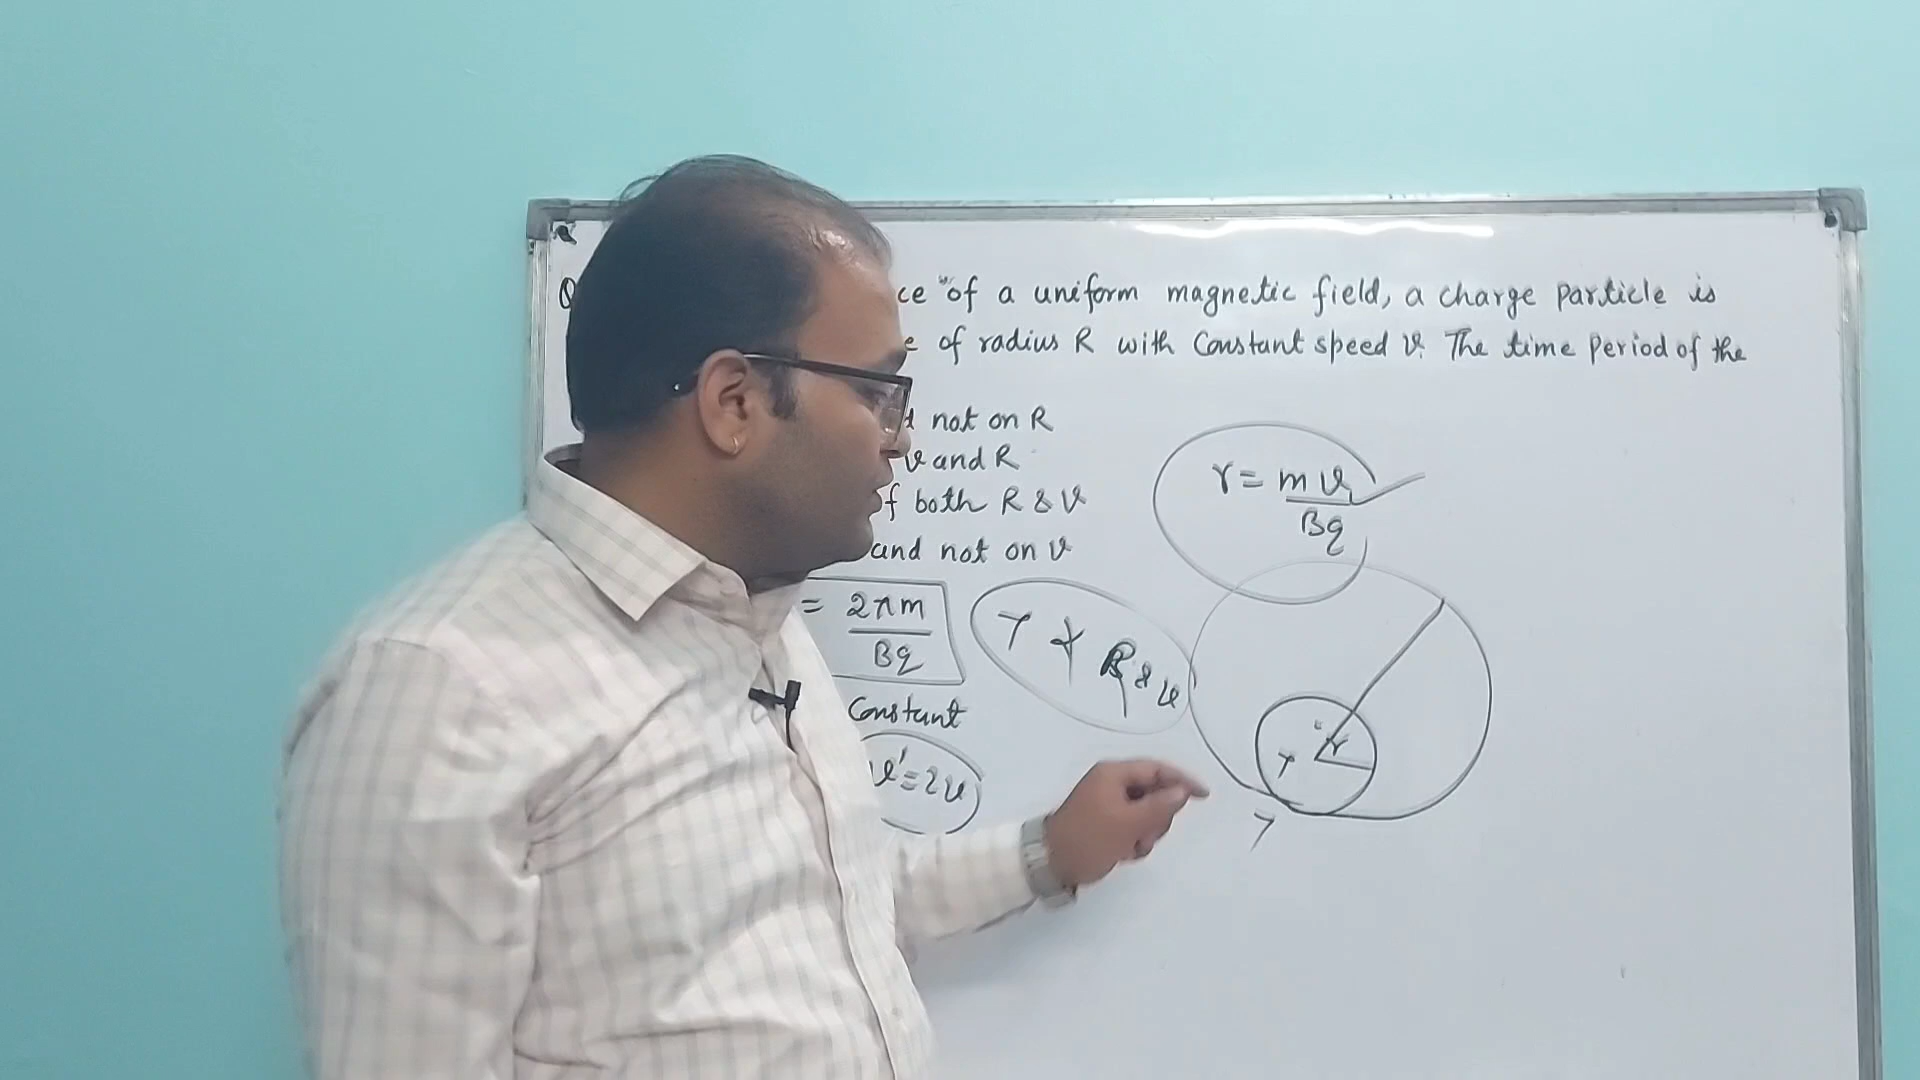 Q ce of a uniform magnetic field, a charge particle is
e of radius R with Constant speed v. The time period of the
not on R
v and R
f both R & v
and not on v
r = mv/Bq
= 2πm/Bq
T ∝ R & v
Constant
v' = 2v
r
T
T